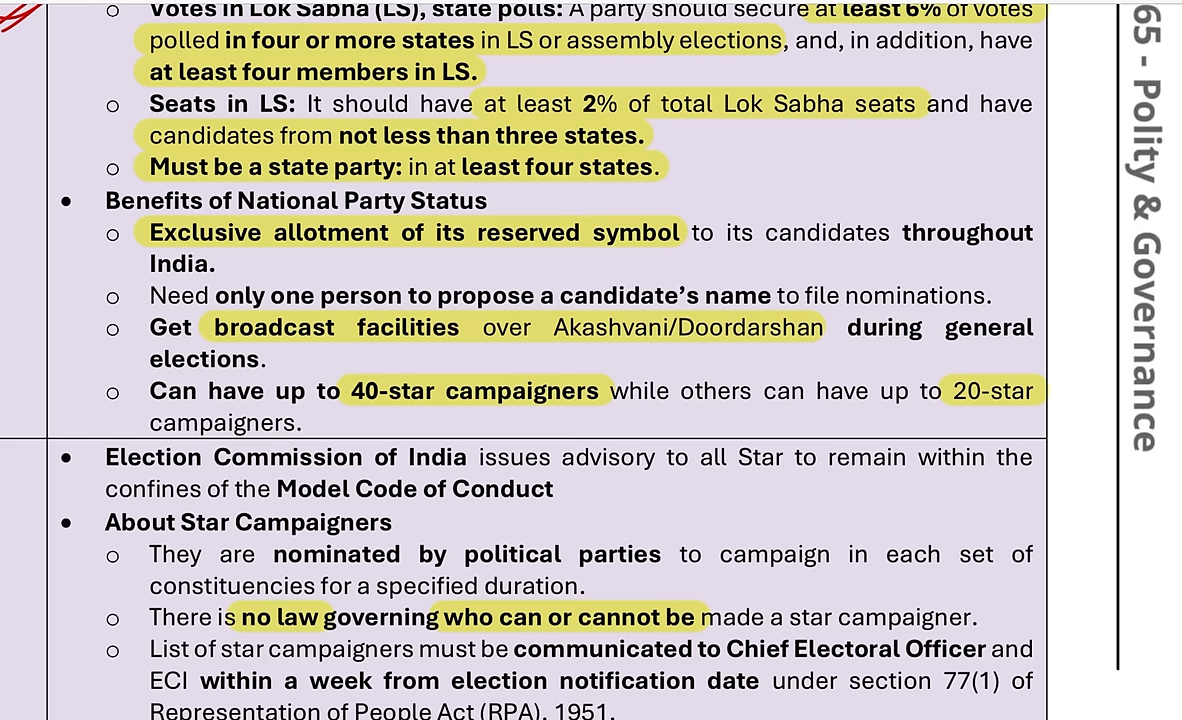 ○ Votes in Lok Sabha (LS), state polls: A party should secure at least 6% of votes
polled in four or more states in LS or assembly elections, and, in addition, have
at least four members in LS.
○ Seats in LS: It should have at least 2% of total Lok Sabha seats and have
candidates from not less than three states.
○ Must be a state party: in at least four states.
• Benefits of National Party Status
○ Exclusive allotment of its reserved symbol to its candidates throughout
India.
○ Need only one person to propose a candidate’s name to file nominations.
○ Get broadcast facilities over Akashvani/Doordarshan during general
elections.
○ Can have up to 40-star campaigners while others can have up to 20-star
campaigners.
• Election Commission of India issues advisory to all Star to remain within the
confines of the Model Code of Conduct
• About Star Campaigners
○ They are nominated by political parties to campaign in each set of
constituencies for a specified duration.
○ There is no law governing who can or cannot be made a star campaigner.
○ List of star campaigners must be communicated to Chief Electoral Officer and
ECI within a week from election notification date under section 77(1) of
Representation of People Act (RPA), 1951.
65 - Polity & Governance